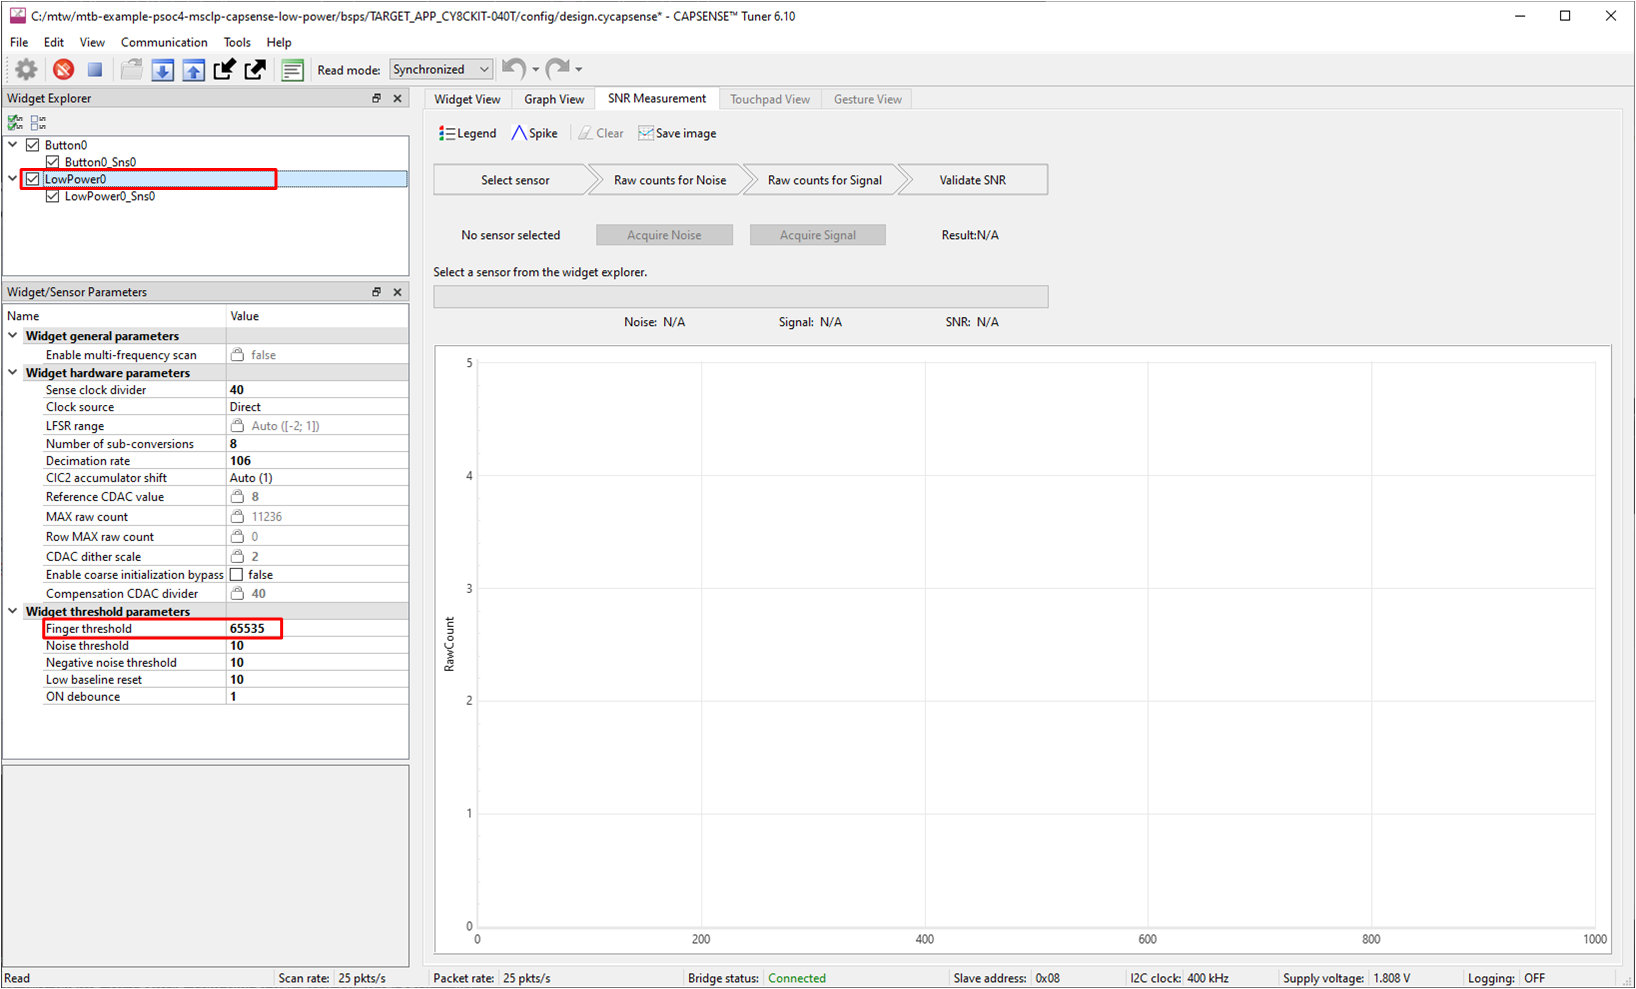 C:/mtw/mtb-example-psoc4-msclp-capsense-low-power/bsps/TARGET_APP_CY8CKIT-040T/config/design.cycapsense* - CAPSENSE™ Tuner 6.10
File Edit View Communication Tools Help
Read mode: Synchronized
Widget Explorer
Button0
Button0_Sns0
LowPower0
LowPower0_Sns0
Widget/Sensor Parameters
Name Value
Widget general parameters
Enable multi-frequency scan false
Widget hardware parameters
Sense clock divider 40
Clock source Direct
LFSR range Auto ([-2; 1])
Number of sub-conversions 8
Decimation rate 106
CIC2 accumulator shift Auto (1)
Reference CDAC value 8
MAX raw count 11236
Row MAX raw count 0
CDAC dither scale 2
Enable coarse initialization bypass false
Compensation CDAC divider 40
Widget threshold parameters
Finger threshold 65535
Noise threshold 10
Negative noise threshold 10
Low baseline reset 10
ON debounce 1
Widget View Graph View SNR Measurement Touchpad View Gesture View
Legend Spike Clear Save image
Select sensor Raw counts for Noise Raw counts for Signal Validate SNR
No sensor selected Acquire Noise Acquire Signal Result:N/A
Select a sensor from the widget explorer.
Noise: N/A Signal: N/A SNR: N/A
RawCount
5
4
3
2
1
0
0 200 400 600 800 1000
Read Scan rate: 25 pkts/s Packet rate: 25 pkts/s Bridge status: Connected Slave address: 0x08 I2C clock: 400 kHz Supply voltage: 1.808 V Logging: OFF